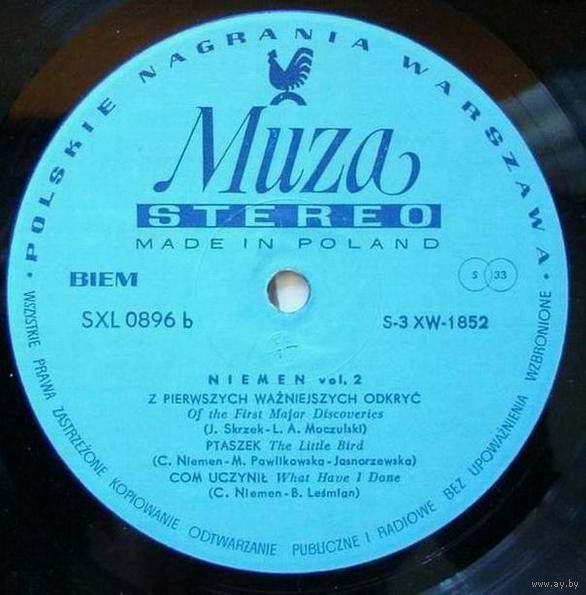 POLSKIE NAGRANIA WARSZAWA
Muza
STEREO
MADE IN POLAND
BIEM
S 33
SXL 0896 b
S-3 XW-1852
NIEMEN vol. 2
Z PIERWSZYCH WAŻNIEJSZYCH ODKRYĆ
Of the First Major Discoveries
(J. Skrzek-L. A. Moczulski)
PTASZEK The Little Bird
(C. Niemen-M. Pawlikowska-Jasnorzewska)
COM UCZYNIŁ What Have I Done
(C. Niemen-B. Leśmian)
WSZYSTKIE PRAWA ZASTRZEŻONE KOPIOWANIE ODTWARZANIE PUBLICZNE I RADIOWE BEZ UPOWAŻNIENIA WZBRONIONE
www.ay.by